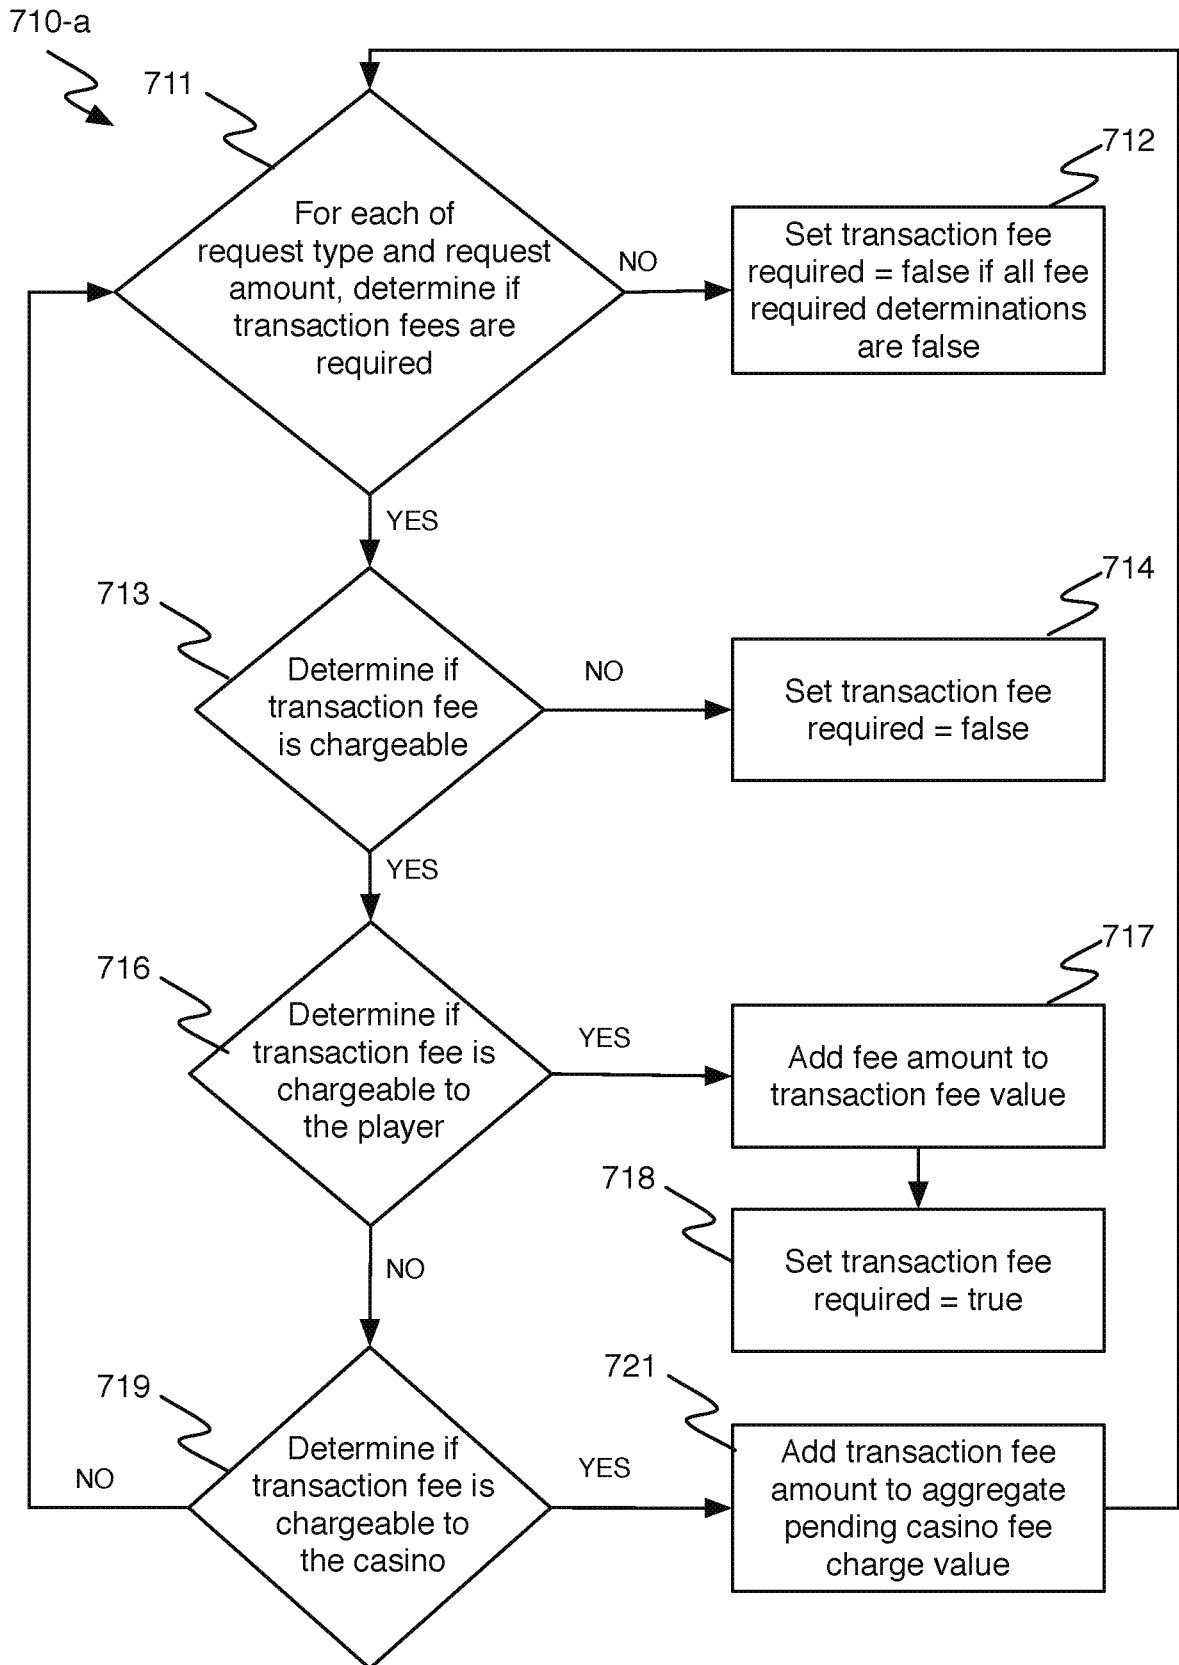 710-a
711
For each of
request type and request
amount, determine if
transaction fees are
required
NO
712
Set transaction fee
required = false if all fee
required determinations
are false
YES
713
Determine if
transaction fee
is chargeable
NO
714
Set transaction fee
required = false
YES
716
Determine if
transaction fee is
chargeable to
the player
YES
717
Add fee amount to
transaction fee value
718
Set transaction fee
required = true
NO
719
Determine if
transaction fee is
chargeable to
the casino
NO
YES
721
Add transaction fee
amount to aggregate
pending casino fee
charge value